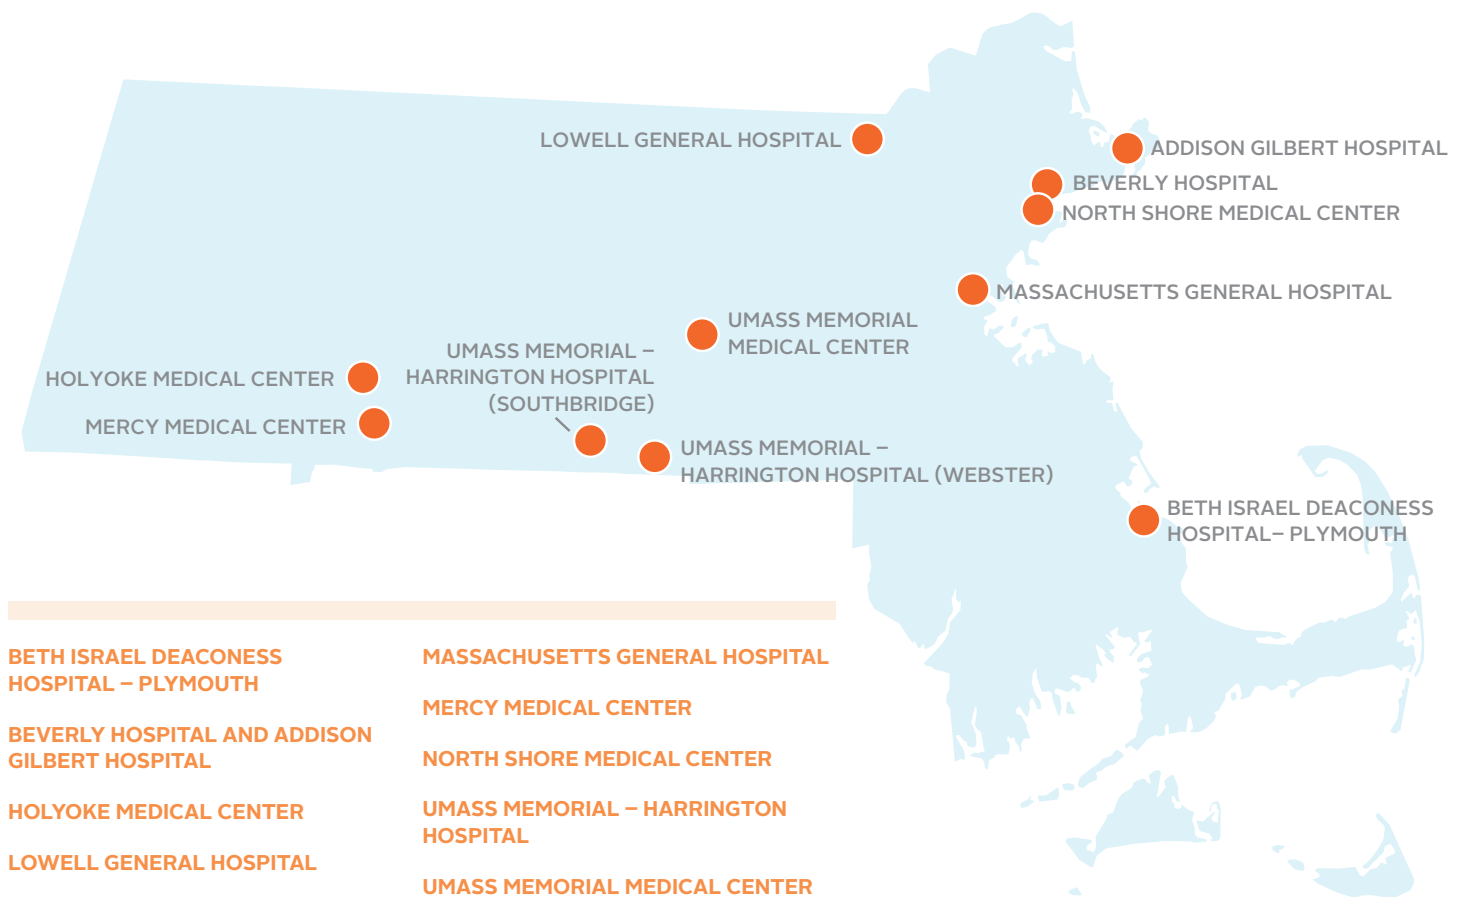 LOWELL GENERAL HOSPITAL
ADDISON GILBERT HOSPITAL
BEVERLY HOSPITAL
NORTH SHORE MEDICAL CENTER
MASSACHUSETTS GENERAL HOSPITAL
UMASS MEMORIAL
MEDICAL CENTER
UMASS MEMORIAL –
HARRINGTON HOSPITAL
(SOUTHBRIDGE)
HOLYOKE MEDICAL CENTER
MERCY MEDICAL CENTER
UMASS MEMORIAL –
HARRINGTON HOSPITAL (WEBSTER)
BETH ISRAEL DEACONESS
HOSPITAL– PLYMOUTH
BETH ISRAEL DEACONESS
HOSPITAL – PLYMOUTH
BEVERLY HOSPITAL AND ADDISON
GILBERT HOSPITAL
HOLYOKE MEDICAL CENTER
LOWELL GENERAL HOSPITAL
MASSACHUSETTS GENERAL HOSPITAL
MERCY MEDICAL CENTER
NORTH SHORE MEDICAL CENTER
UMASS MEMORIAL – HARRINGTON
HOSPITAL
UMASS MEMORIAL MEDICAL CENTER